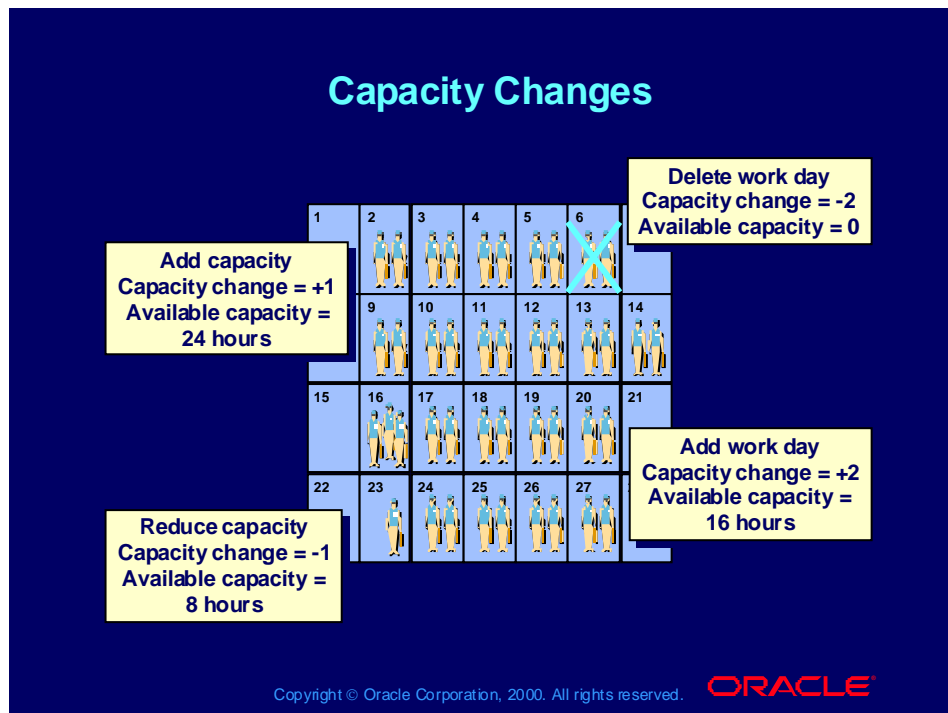 Capacity Changes
Delete work day
Capacity change = -2
Available capacity = 0
1 2 3 4 5 6
Add capacity
Capacity change = +1
Available capacity =
24 hours
9 10 11 12 13 14
15 16 17 18 19 20 21
Add work day
Capacity change = +2
Available capacity =
16 hours
22 23 24 25 26 27
Reduce capacity
Capacity change = -1
Available capacity =
8 hours
Copyright © Oracle Corporation, 2000. All rights reserved.
ORACLE®